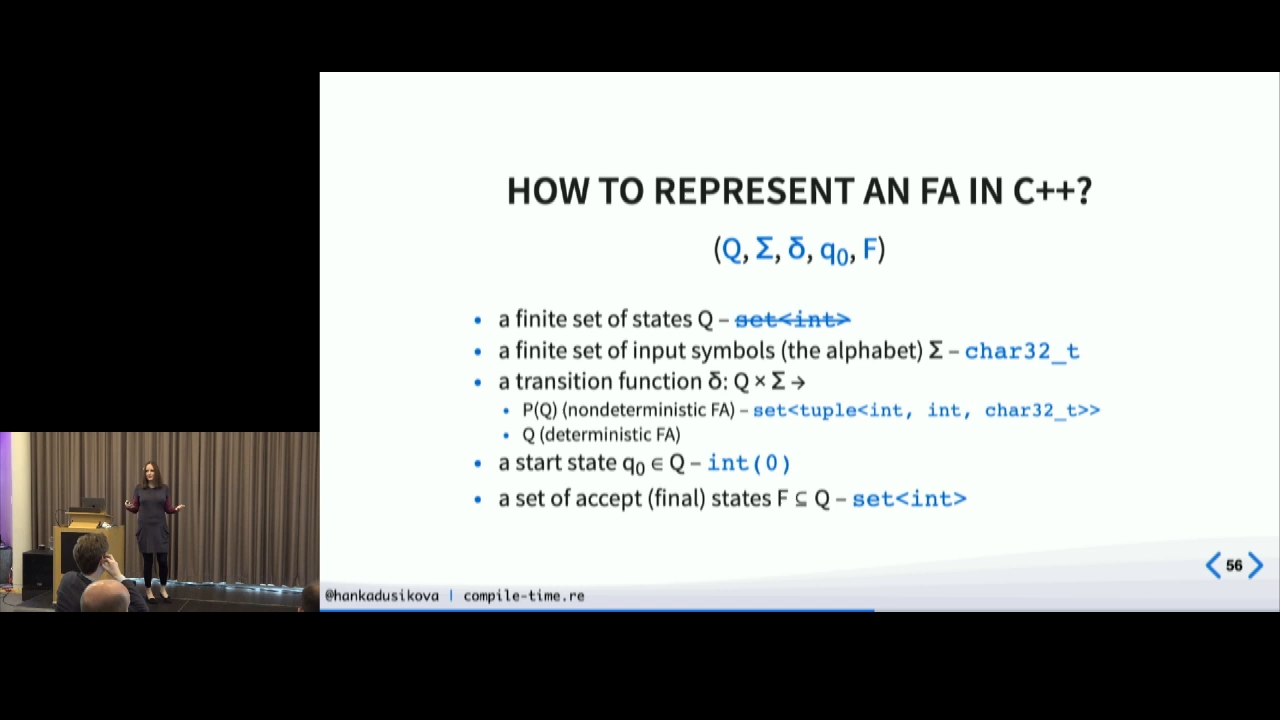 HOW TO REPRESENT AN FA IN C++?
(Q, Σ, δ, q₀, F)
• a finite set of states Q – set<int>
• a finite set of input symbols (the alphabet) Σ – char32_t
• a transition function δ: Q × Σ →
• P(Q) (nondeterministic FA) – set<tuple<int, int, char32_t>>
• Q (deterministic FA)
• a start state q₀ ∈ Q – int(0)
• a set of accept (final) states F ⊆ Q – set<int>
56
@hankadusikova | compile-time.re